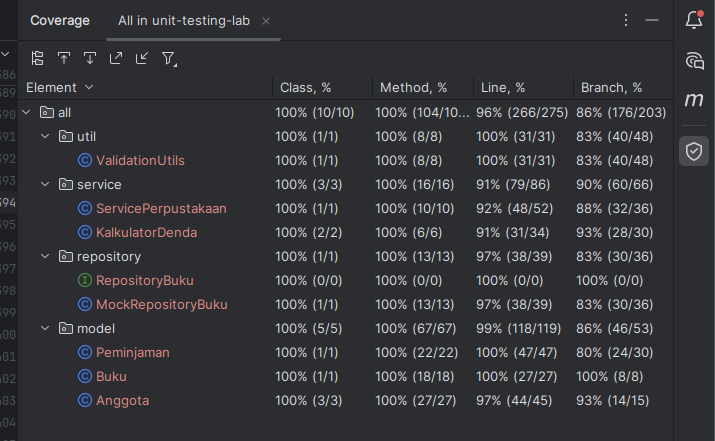 Coverage All in unit-testing-lab
Element Class, % Method, % Line, % Branch, %
all 100% (10/10) 100% (104/10... 96% (266/275) 86% (176/203)
util 100% (1/1) 100% (8/8) 100% (31/31) 83% (40/48)
ValidationUtils 100% (1/1) 100% (8/8) 100% (31/31) 83% (40/48)
service 100% (3/3) 100% (16/16) 91% (79/86) 90% (60/66)
ServicePerpustakaan 100% (1/1) 100% (10/10) 92% (48/52) 88% (32/36)
KalkulatorDenda 100% (2/2) 100% (6/6) 91% (31/34) 93% (28/30)
repository 100% (1/1) 100% (13/13) 97% (38/39) 83% (30/36)
RepositoryBuku 100% (0/0) 100% (0/0) 100% (0/0) 100% (0/0)
MockRepositoryBuku 100% (1/1) 100% (13/13) 97% (38/39) 83% (30/36)
model 100% (5/5) 100% (67/67) 99% (118/119) 86% (46/53)
Peminjaman 100% (1/1) 100% (22/22) 100% (47/47) 80% (24/30)
Buku 100% (1/1) 100% (18/18) 100% (27/27) 100% (8/8)
Anggota 100% (3/3) 100% (27/27) 97% (44/45) 93% (14/15)